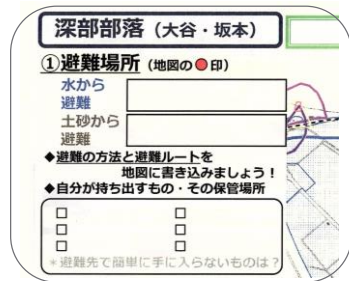 深部部落（大谷・坂本）
①避難場所（地図の●印）
水から
避難
土砂から
避難
◆避難の方法と避難ルートを
地図に書き込みましょう！
◆自分が持ち出すもの・その保管場所
□ □
□ □
□ □
*避難先で簡単に手に入らないものは？